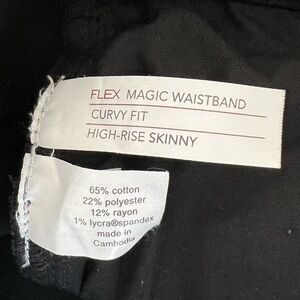 FLEX MAGIC WAISTBAND
CURVY FIT
HIGH-RISE SKINNY
65% cotton
22% polyester
12% rayon
1% lycra®spandex
made in
Cambodia